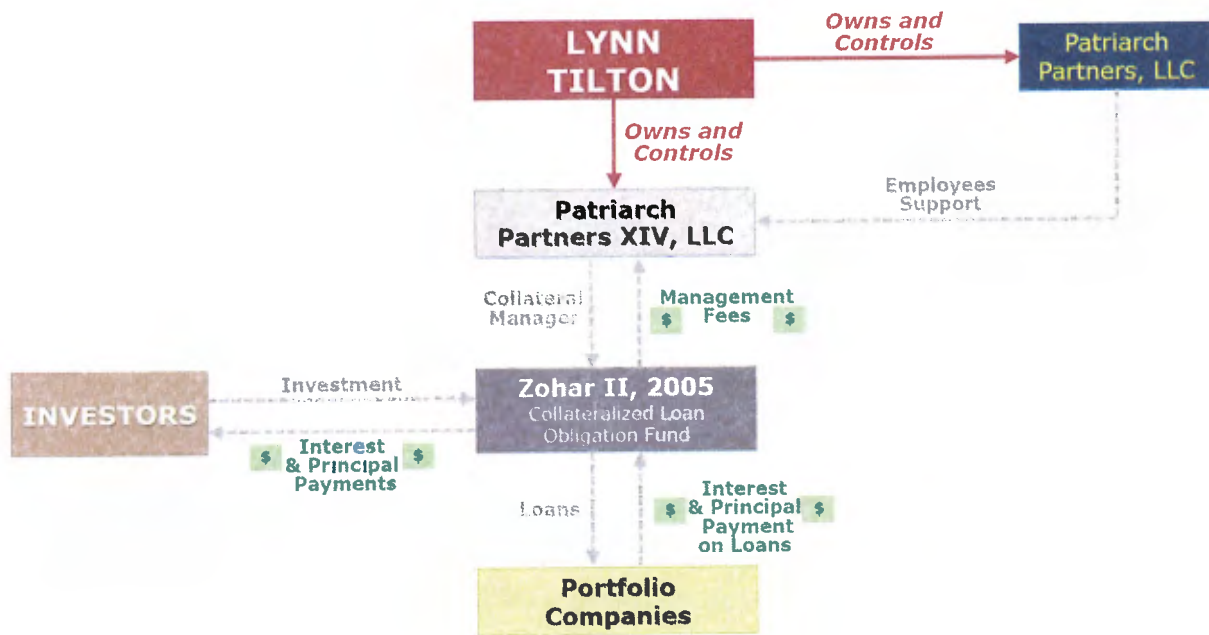 LYNN
TILTON
Owns and
Controls
Patriarch
Partners, LLC
Owns and
Controls
Employees
Support
Patriarch
Partners XIV, LLC
Collateral
Manager
$ Management $
Fees
INVESTORS
Investment
Zohar II, 2005
Collateralized Loan
Obligation Fund
$ Interest $
& Principal
Payments
Loans
$ Interest $
& Principal
Payment
on Loans
Portfolio
Companies